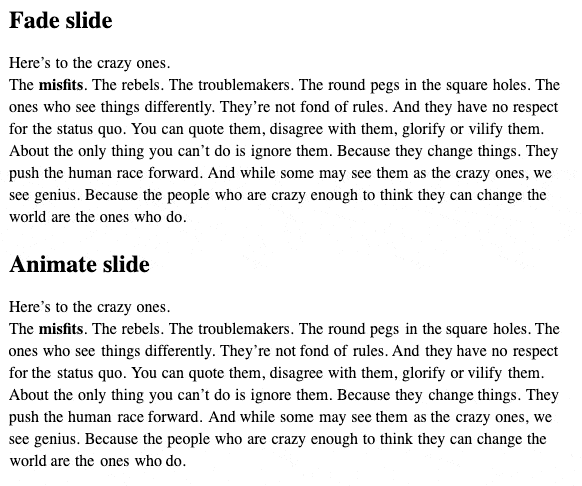 Fade slide
Here’s to the crazy ones.
The misfits. The rebels. The troublemakers. The round pegs in the square holes. The
ones who see things differently. They’re not fond of rules. And they have no respect
for the status quo. You can quote them, disagree with them, glorify or vilify them.
About the only thing you can’t do is ignore them. Because they change things. They
push the human race forward. And while some may see them as the crazy ones, we
see genius. Because the people who are crazy enough to think they can change the
world are the ones who do.
Animate slide
Here’s to the crazy ones.
The misfits. The rebels. The troublemakers. The round pegs in the square holes. The
ones who see things differently. They’re not fond of rules. And they have no respect
for the status quo. You can quote them, disagree with them, glorify or vilify them.
About the only thing you can’t do is ignore them. Because they change things. They
push the human race forward. And while some may see them as the crazy ones, we
see genius. Because the people who are crazy enough to think they can change the
world are the ones who do.